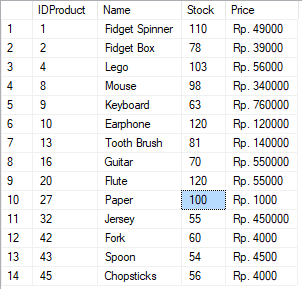 IDProduct Name Stock Price
1 1 Fidget Spinner 110 Rp. 49000
2 2 Fidget Box 78 Rp. 39000
3 4 Lego 103 Rp. 56000
4 8 Mouse 98 Rp. 340000
5 9 Keyboard 63 Rp. 760000
6 10 Earphone 120 Rp. 120000
7 13 Tooth Brush 81 Rp. 140000
8 16 Guitar 70 Rp. 550000
9 20 Flute 120 Rp. 55000
10 27 Paper 100 Rp. 1000
11 32 Jersey 55 Rp. 450000
12 42 Fork 60 Rp. 4000
13 43 Spoon 54 Rp. 4500
14 45 Chopsticks 56 Rp. 4000